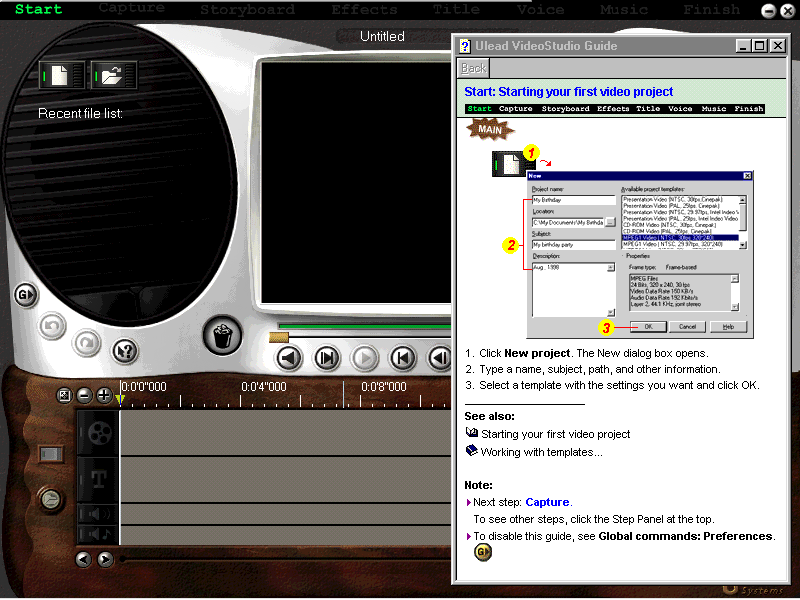 Start Capture Storyboard Effects Title Voice Music Finish
Untitled
Recent file list:
G
0:0'0"000 0:0'4"000 0:0'8"000
T
Ulead VideoStudio Guide
Back
Start: Starting your first video project
Start Capture Storyboard Effects Title Voice Music Finish
MAIN
1
New
Project name:
My Birthday
Location:
C:\My Documents\My Birthda
Subject:
My birthday party
Description:
Aug., 1998
Available project templates:
Presentation Video (NTSC, 30fps,Cinepak)
Presentation Video (PAL, 25fps, Cinepak)
Presentation Video (NTSC, 29.97fps, Intel Indeo V
Presentation Video (PAL, 25fps, Intel Indeo Video
CD-ROM Video (NTSC, 30fps, Cinepak)
CD-ROM Video (PAL, 25fps, Cinepak)
MPEG1 Video (NTSC, 30fps,320*240)
MPEG1 Video (NTSC, 29.97fps, 320*240)
Properties
Frame type: Frame-based
MPEG Files
24 Bits, 320 x 240, 30 fps
Video Data Rate 150 KB/s
Audio Data Rate 192 Kbits/s
Layer 2, 44.1 KHz, joint stereo
2
3
OK Cancel Help
1. Click New project. The New dialog box opens.
2. Type a name, subject, path, and other information.
3. Select a template with the settings you want and click OK.
See also:
Starting your first video project
Working with templates...
Note:
Next step: Capture.
To see other steps, click the Step Panel at the top.
To disable this guide, see Global commands: Preferences.
G
Systems